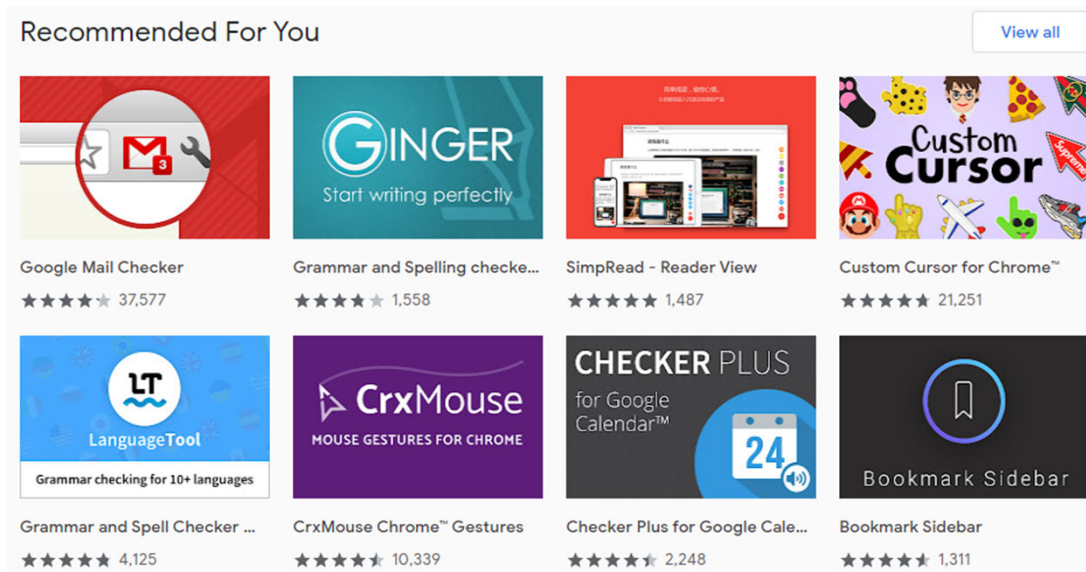 Recommended For You
View all
3
GINGER
Start writing perfectly
Custom
Cursor
Supreme
Google Mail Checker
Grammar and Spelling checke...
SimpRead - Reader View
Custom Cursor for Chrome™
37,577
1,558
1,487
21,251
LT
LanguageTool
Grammar checking for 10+ languages
CrxMouse
MOUSE GESTURES FOR CHROME
CHECKER PLUS
for Google
Calendar™
24
Bookmark Sidebar
Grammar and Spell Checker ...
CrxMouse Chrome™ Gestures
Checker Plus for Google Cale...
Bookmark Sidebar
4,125
10,339
2,248
1,311